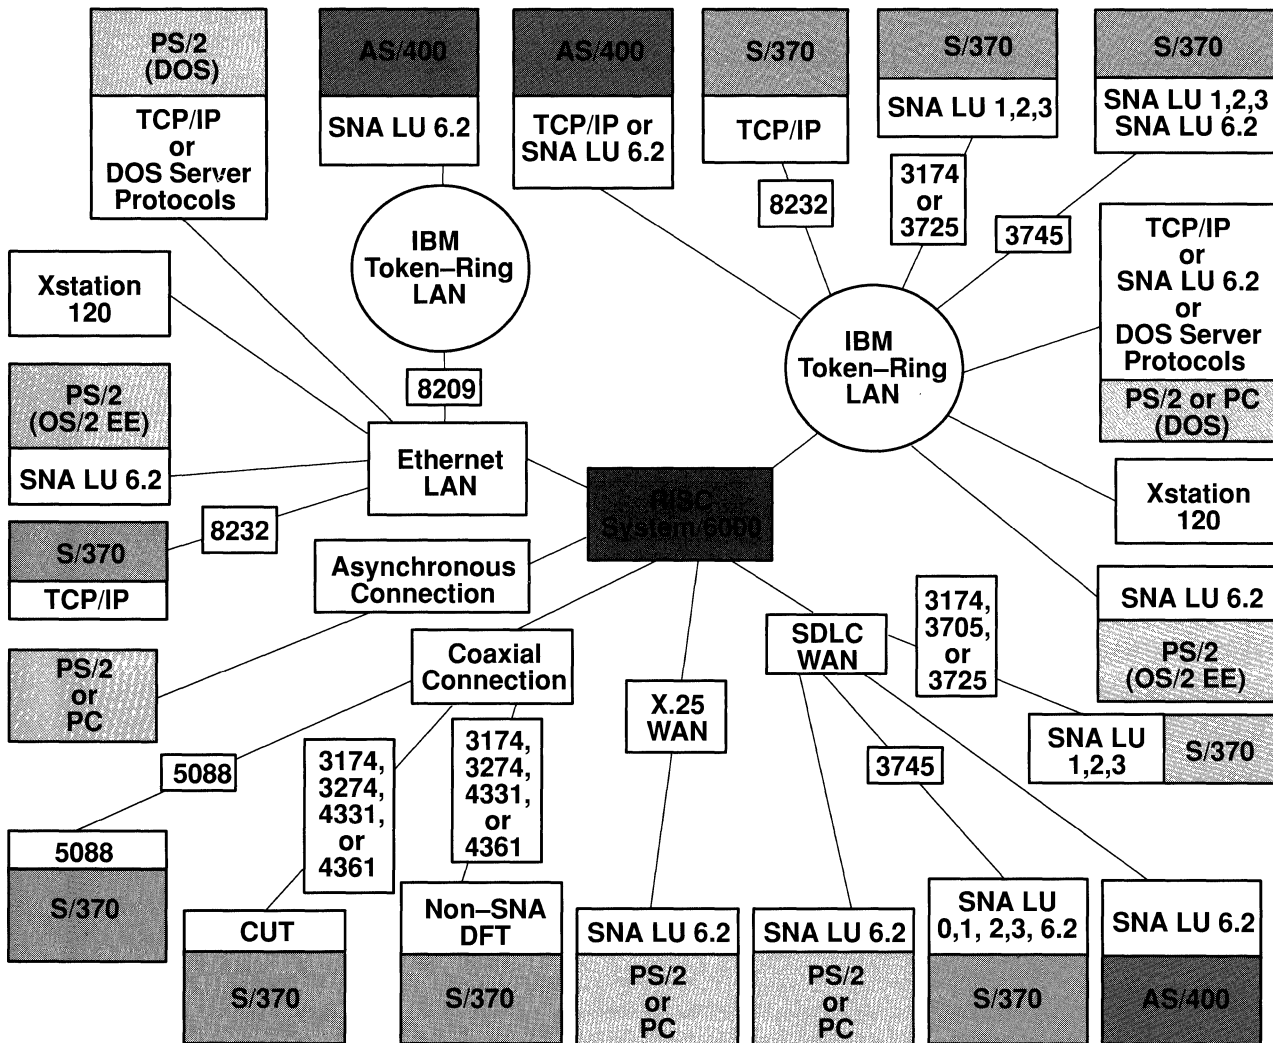 PS/2
(DOS)
TCP/IP
or
DOS Server
Protocols
AS/400
SNA LU 6.2
AS/400
TCP/IP or
SNA LU 6.2
S/370
TCP/IP
S/370
SNA LU 1,2,3
S/370
SNA LU 1,2,3
SNA LU 6.2
8232
3174
or
3725
3745
IBM
Token–Ring
LAN
Xstation
120
TCP/IP
or
SNA LU 6.2
or
DOS Server
Protocols
PS/2 or PC
(DOS)
IBM
Token–Ring
LAN
8209
PS/2
(OS/2 EE)
SNA LU 6.2
Ethernet
LAN
RISC
System/6000
Xstation
120
8232
S/370
TCP/IP
Asynchronous
Connection
SNA LU 6.2
PS/2
(OS/2 EE)
3174,
3705,
or
3725
SDLC
WAN
Coaxial
Connection
PS/2
or
PC
X.25
WAN
SNA LU
1,2,3
S/370
5088
3174,
3274,
4331,
or
4361
3174,
3274,
4331,
or
4361
3745
5088
S/370
CUT
S/370
Non–SNA
DFT
S/370
SNA LU 6.2
PS/2
or
PC
SNA LU 6.2
PS/2
or
PC
SNA LU
0,1, 2,3, 6.2
S/370
SNA LU 6.2
AS/400